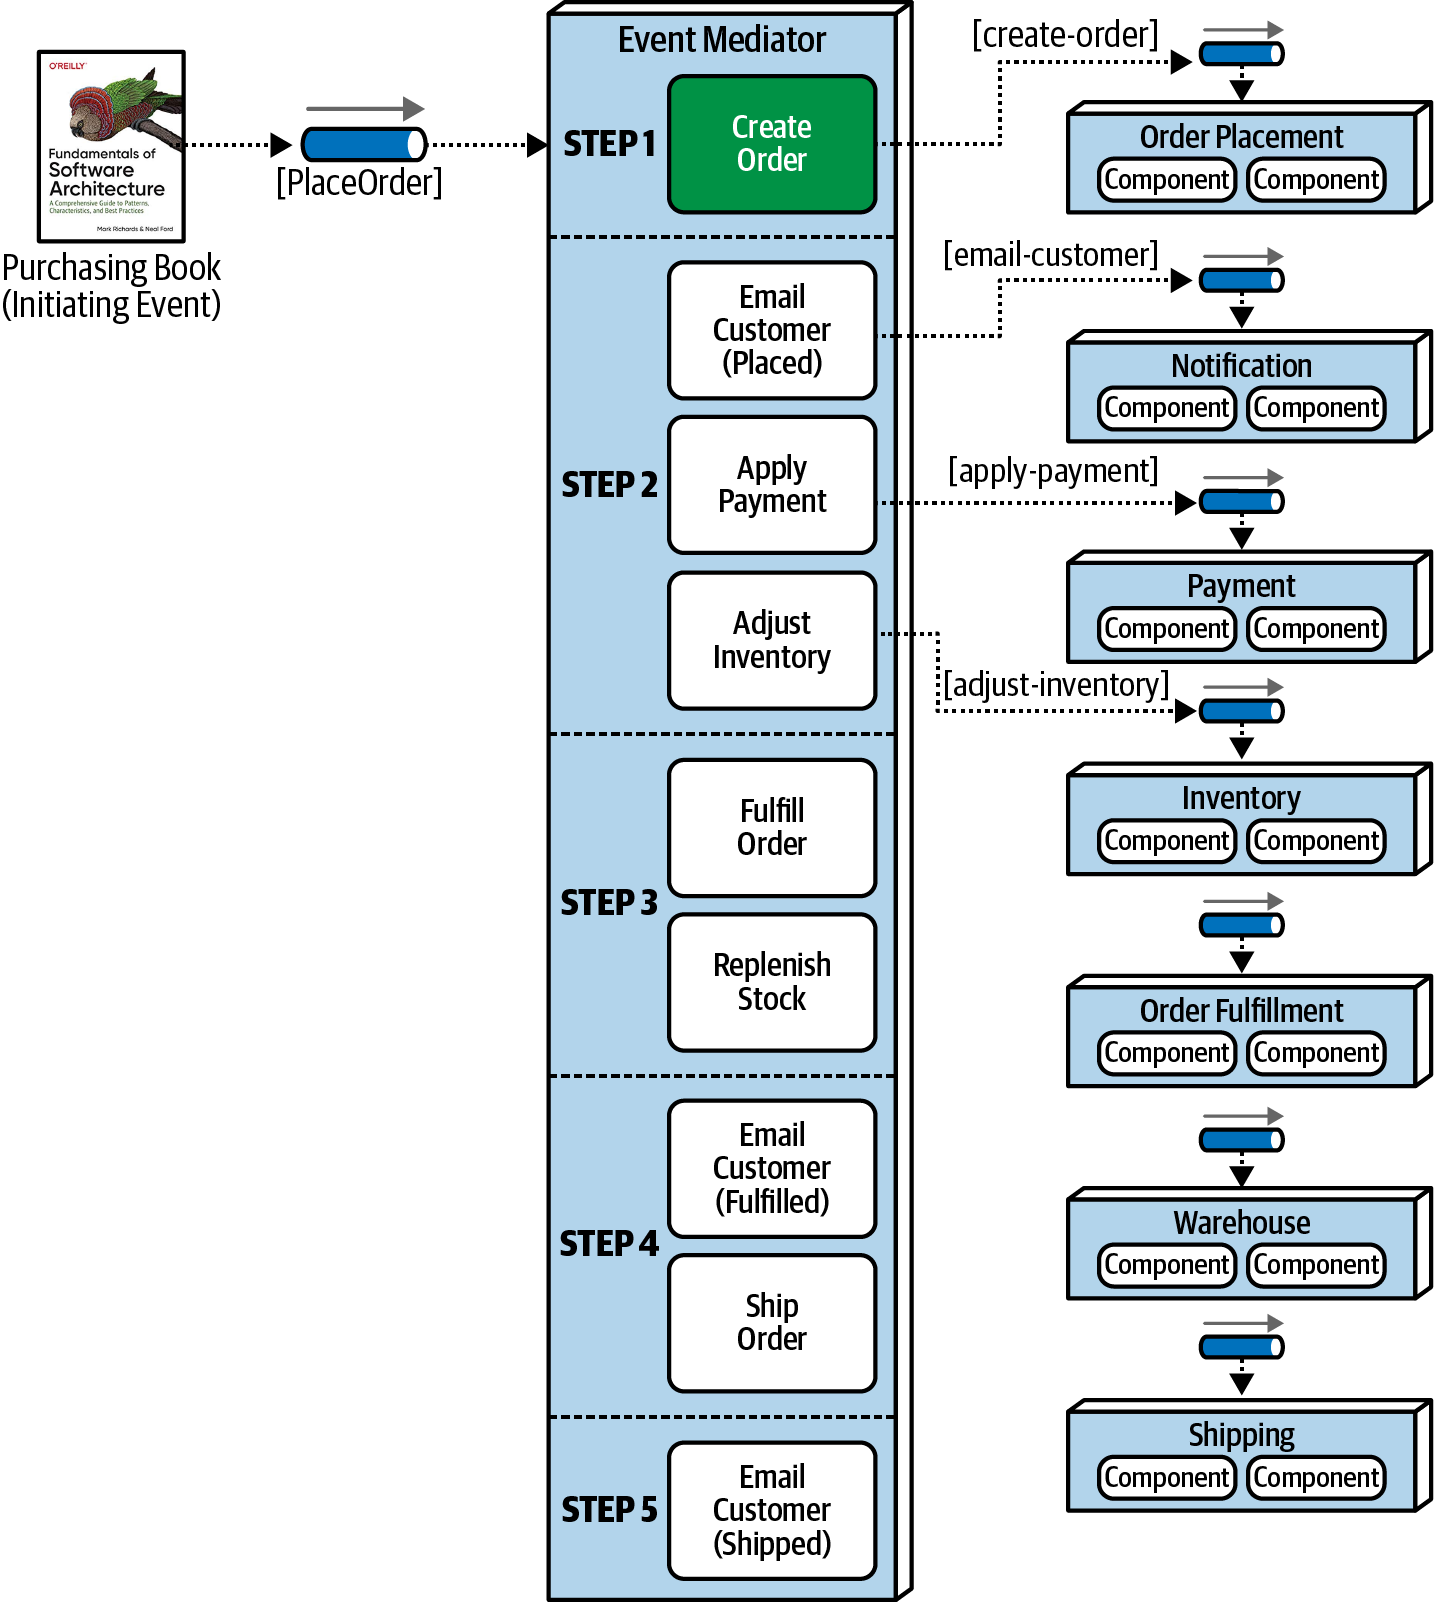 O'REILLY
Fundamentals of
Software
Architecture
A Comprehensive Guide to Patterns,
Characteristics, and Best Practices
Mark Richards & Neal Ford
Purchasing Book
(Initiating Event)
[PlaceOrder]
Event Mediator
STEP 1
Create
Order
STEP 2
Email
Customer
(Placed)
Apply
Payment
Adjust
Inventory
STEP 3
Fulfill
Order
Replenish
Stock
STEP 4
Email
Customer
(Fulfilled)
Ship
Order
STEP 5
Email
Customer
(Shipped)
[create-order]
Order Placement
Component Component
[email-customer]
Notification
Component Component
[apply-payment]
Payment
Component Component
[adjust-inventory]
Inventory
Component Component
Order Fulfillment
Component Component
Warehouse
Component Component
Shipping
Component Component